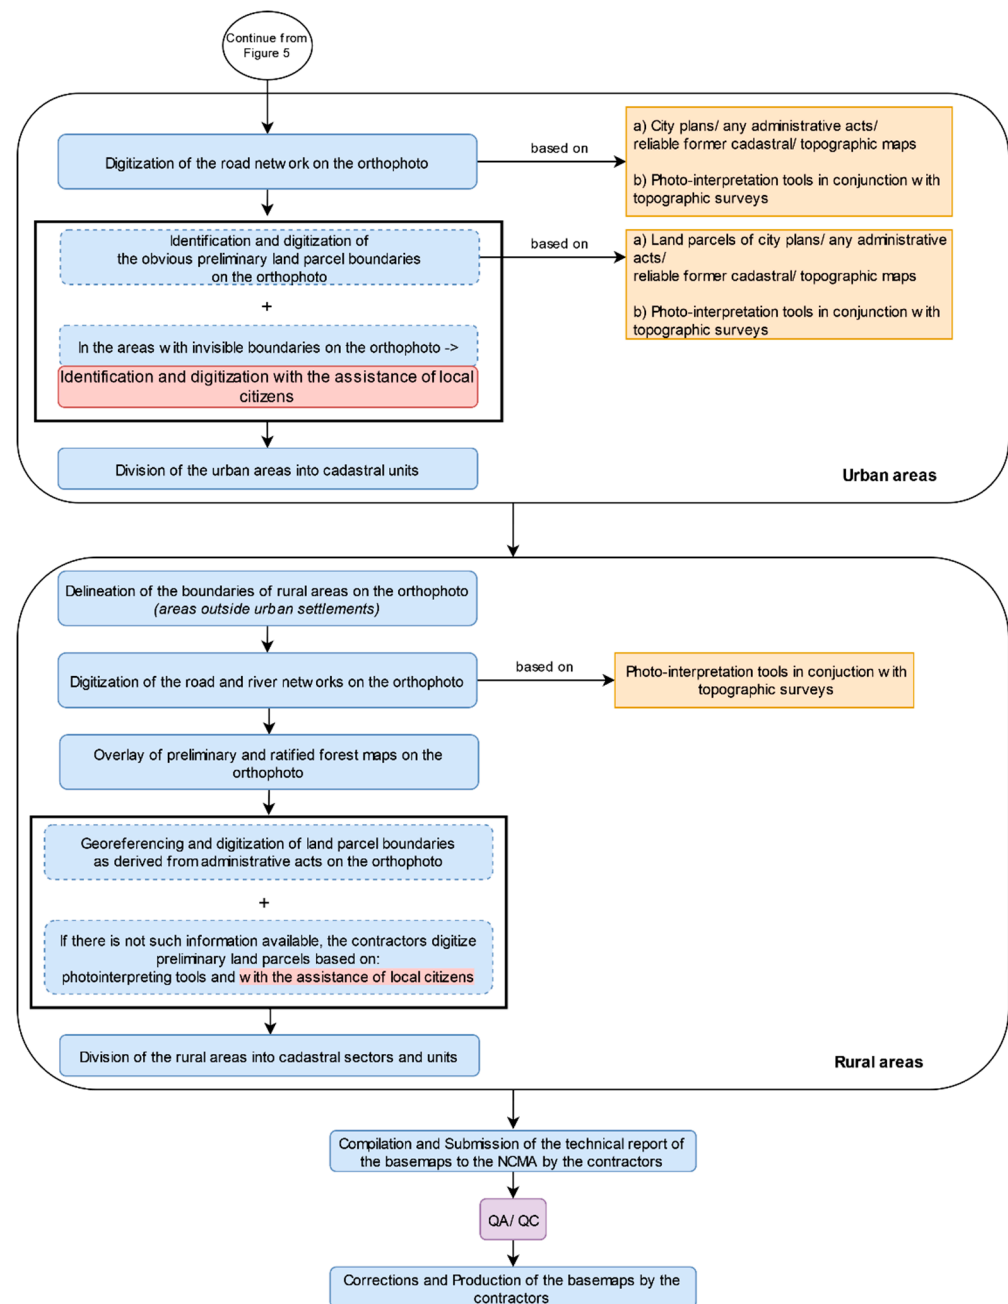 Continue from
Figure 5
Digitization of the road network on the orthophoto
based on
a) City plans/ any administrative acts/
reliable former cadastral/ topographic maps
b) Photo-interpretation tools in conjunction with
topographic surveys
Identification and digitization of
the obvious preliminary land parcel boundaries
on the orthophoto
based on
a) Land parcels of city plans/ any administrative
acts/
reliable former cadastral/ topographic maps
b) Photo-interpretation tools in conjunction with
topographic surveys
+
In the areas with invisible boundaries on the orthophoto ->
Identification and digitization with the assistance of local
citizens
Division of the urban areas into cadastral units
Urban areas
Delineation of the boundaries of rural areas on the orthophoto
(areas outside urban settlements)
Digitization of the road and river networks on the orthophoto
based on
Photo-interpretation tools in conjuction with
topographic surveys
Overlay of preliminary and ratified forest maps on the
orthophoto
Georeferencing and digitization of land parcel boundaries
as derived from administrative acts on the orthophoto
+
If there is not such information available, the contractors digitize
preliminary land parcels based on:
photointerpreting tools and with the assistance of local citizens
Division of the rural areas into cadastral sectors and units
Rural areas
Compilation and Submission of the technical report of
the basemaps to the NCMA by the contractors
QA/ QC
Corrections and Production of the basemaps by the
contractors